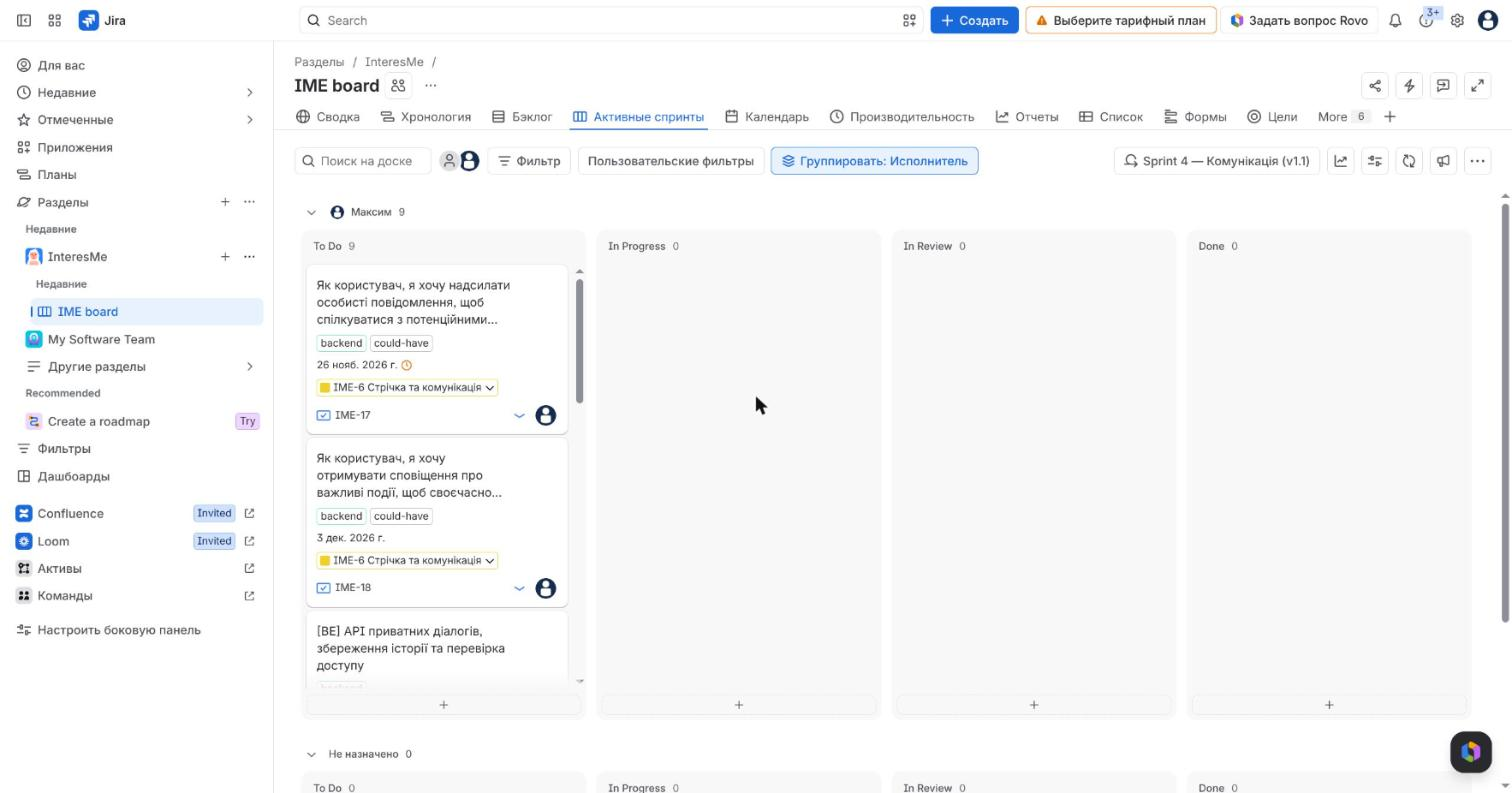 Jira
Search
Создать
Выберите тарифный план
Задать вопрос Rovo
3+
Для вас
Недавние
Отмеченные
Приложения
Планы
Разделы
Недавние
InteresMe
Недавние
IME board
My Software Team
Другие разделы
Recommended
Create a roadmap Try
Фильтры
Дашборды
Confluence Invited
Loom Invited
Активы
Команды
Настроить боковую панель
Разделы / InteresMe /
IME board
Сводка Хронология Бэклог Активные спринты Календарь Производительность Отчеты Список Формы Цели More 6
Поиск на доске Фильтр Пользовательские фильтры Группировать: Исполнитель Sprint 4 — Комунікація (v1.1)
Максим 9
To Do 9 In Progress 0 In Review 0 Done 0
Як користувач, я хочу надсилати
особисті повідомлення, щоб
спілкуватися з потенційними...
backend could-have
26 нояб. 2026 г.
IME-6 Стрічка та комунікація
IME-17
Як користувач, я хочу
отримувати сповіщення про
важливі події, щоб своєчасно...
backend could-have
3 дек. 2026 г.
IME-6 Стрічка та комунікація
IME-18
[BE] API приватних діалогів,
збереження історії та перевірка
доступу
backend
Не назначено 0
To Do 0 In Progress 0 In Review 0 Done 0